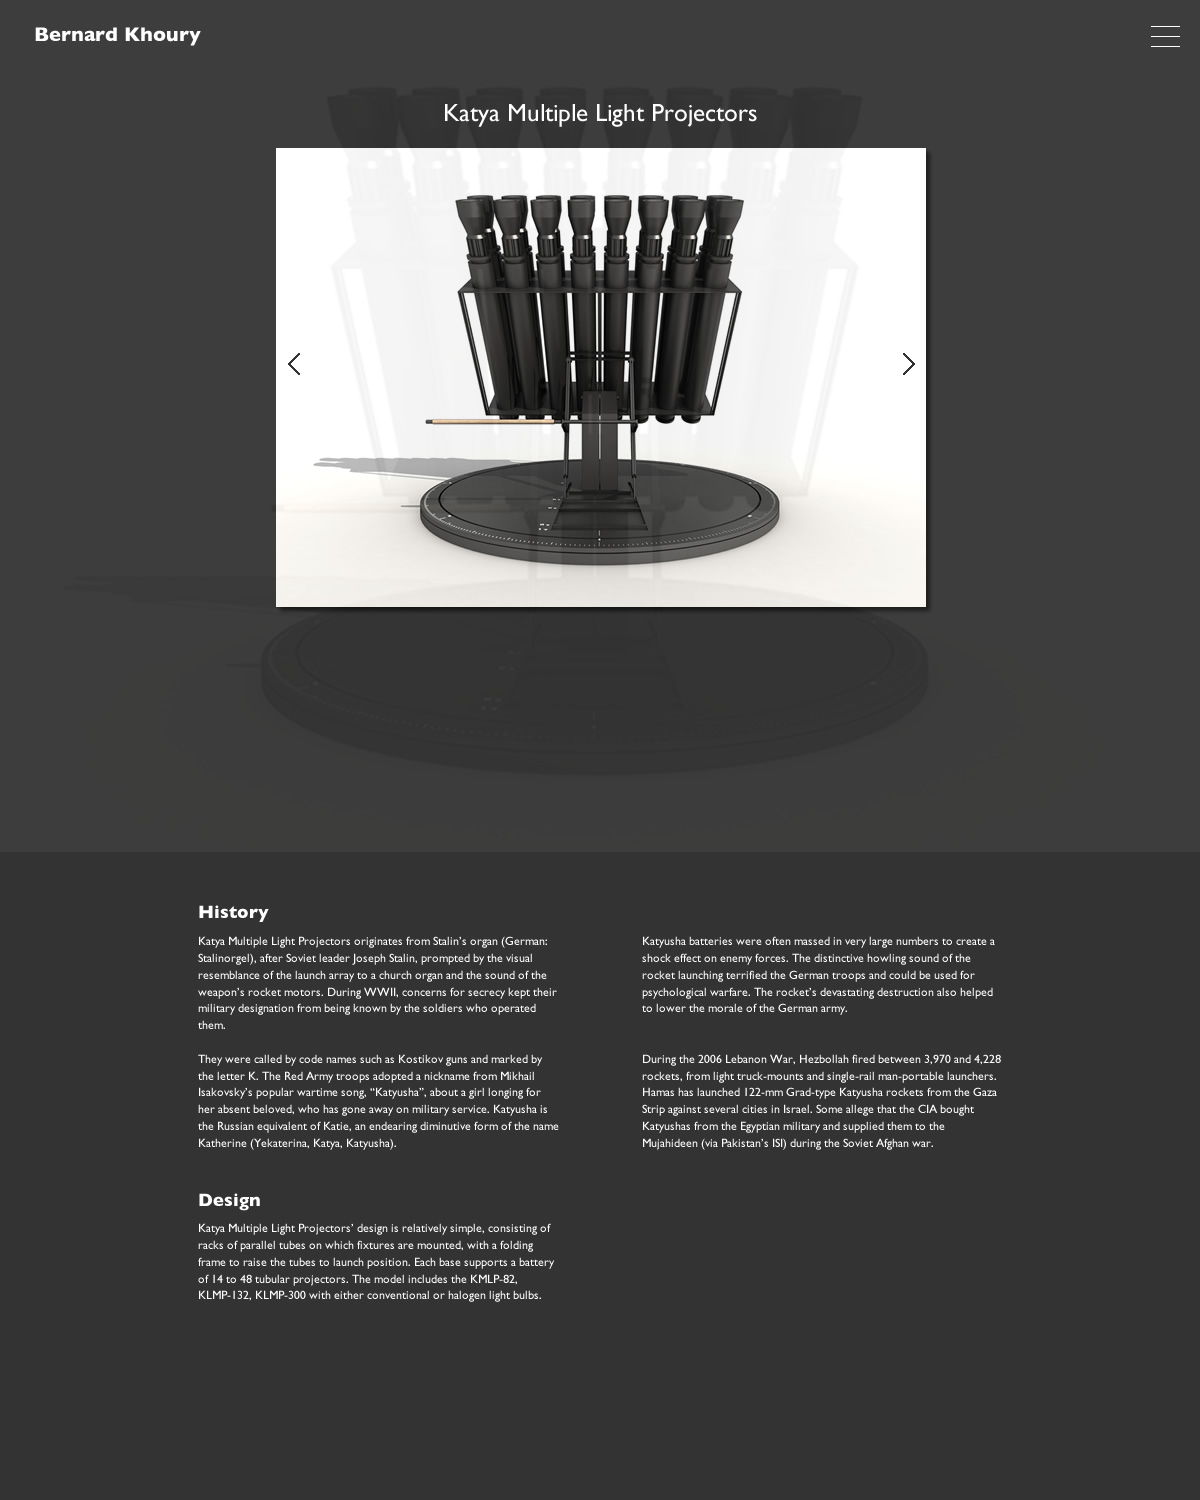 Bernard Khoury
Katya Multiple Light Projectors
History
Katya Multiple Light Projectors originates from Stalin’s organ (German:
Stalinorgel), after Soviet leader Joseph Stalin, prompted by the visual
resemblance of the launch array to a church organ and the sound of the
weapon’s rocket motors. During WWII, concerns for secrecy kept their
military designation from being known by the soldiers who operated
them.
They were called by code names such as Kostikov guns and marked by
the letter K. The Red Army troops adopted a nickname from Mikhail
Isakovsky’s popular wartime song, “Katyusha”, about a girl longing for
her absent beloved, who has gone away on military service. Katyusha is
the Russian equivalent of Katie, an endearing diminutive form of the name
Katherine (Yekaterina, Katya, Katyusha).
Katyusha batteries were often massed in very large numbers to create a
shock effect on enemy forces. The distinctive howling sound of the
rocket launching terrified the German troops and could be used for
psychological warfare. The rocket’s devastating destruction also helped
to lower the morale of the German army.
During the 2006 Lebanon War, Hezbollah fired between 3,970 and 4,228
rockets, from light truck-mounts and single-rail man-portable launchers.
Hamas has launched 122-mm Grad-type Katyusha rockets from the Gaza
Strip against several cities in Israel. Some allege that the CIA bought
Katyushas from the Egyptian military and supplied them to the
Mujahideen (via Pakistan’s ISI) during the Soviet Afghan war.
Design
Katya Multiple Light Projectors’ design is relatively simple, consisting of
racks of parallel tubes on which fixtures are mounted, with a folding
frame to raise the tubes to launch position. Each base supports a battery
of 14 to 48 tubular projectors. The model includes the KMLP-82,
KLMP-132, KLMP-300 with either conventional or halogen light bulbs.